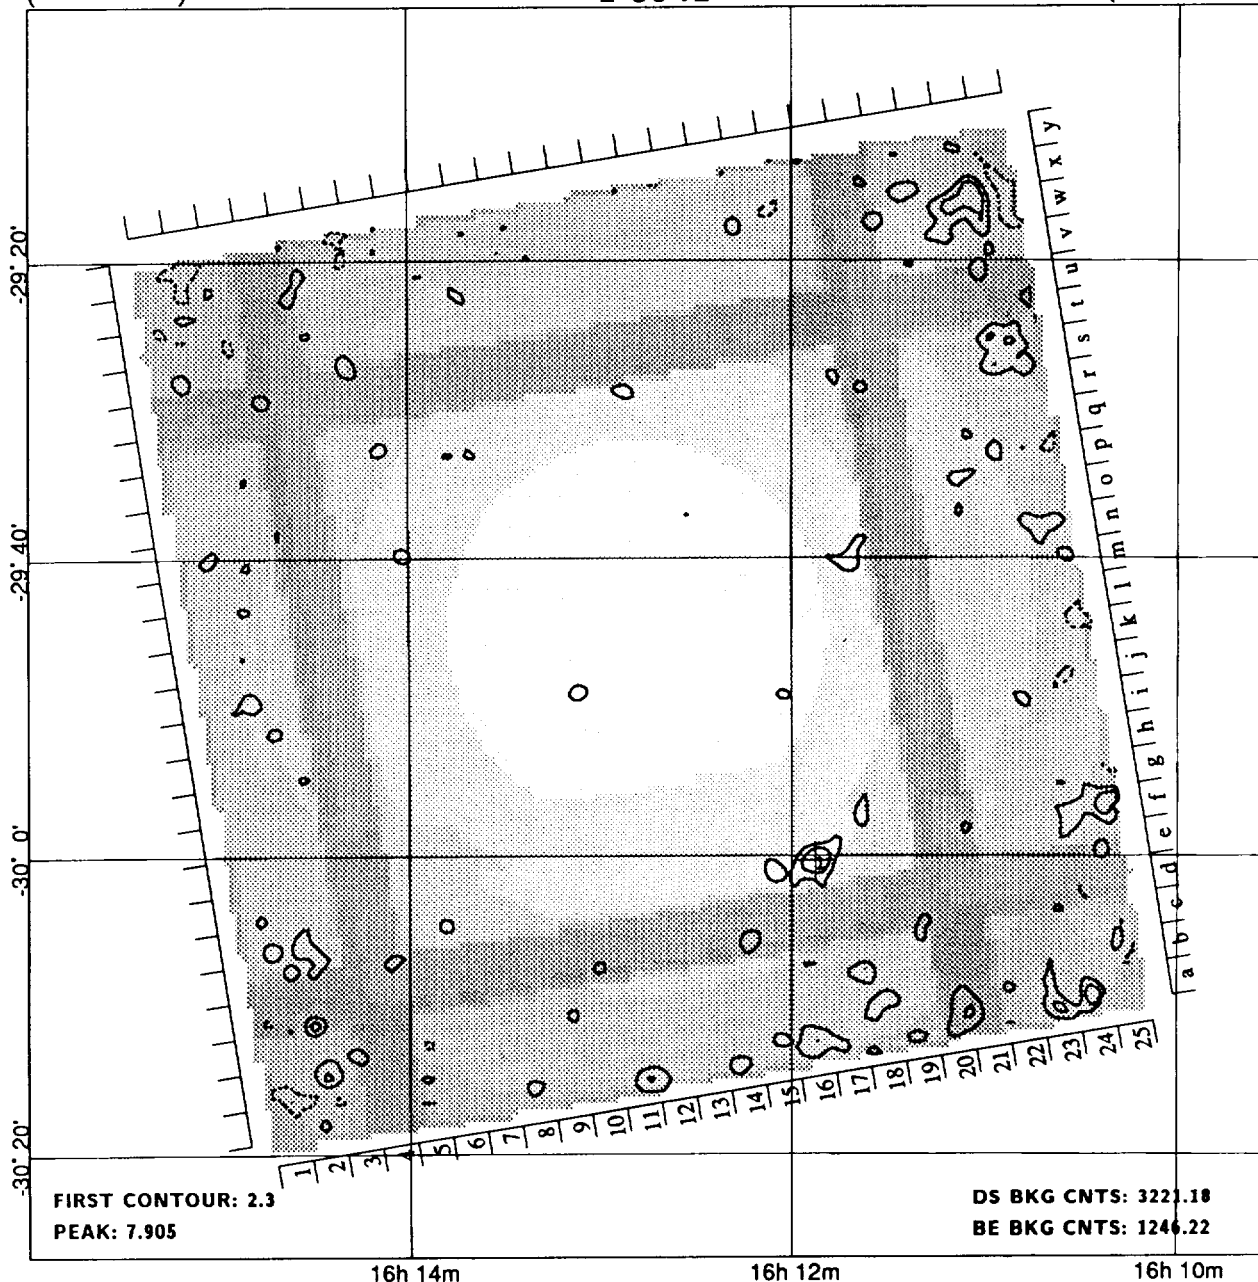 -29° 20'
-29° 40'
-30° 0'
-30° 20'
y
x
w
v
u
t
s
r
q
p
o
n
m
l
k
j
i
h
g
f
e
d
c
b
a
1
2
3
4
5
6
7
8
9
10
11
12
13
14
15
16
17
18
19
20
21
22
23
24
25
FIRST CONTOUR: 2.3
PEAK: 7.905
DS BKG CNTS: 3221.18
BE BKG CNTS: 1246.22
16h 14m
16h 12m
16h 10m